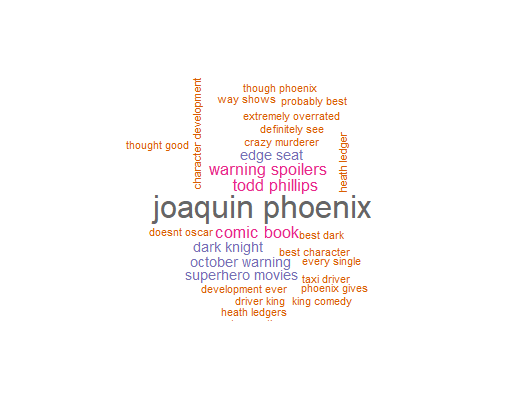 though phoenix
way shows
probably best
character development
extremely overrated
definitely see
crazy murderer
thought good
heath ledger
edge seat
warning spoilers
todd phillips
joaquin phoenix
doesnt oscar
comic book
best dark
dark knight
best character
october warning
every single
superhero movies
taxi driver
development ever
phoenix gives
driver king
king comedy
heath ledgers